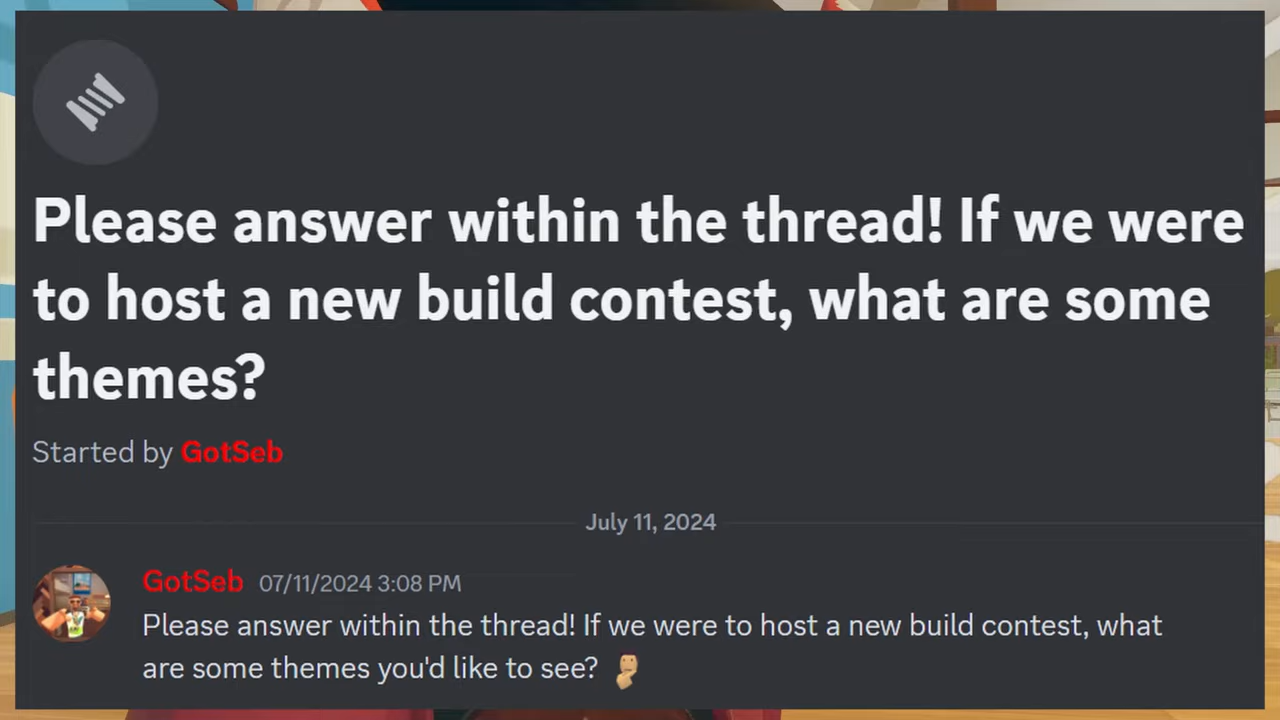 Please answer within the thread! If we were
to host a new build contest, what are some
themes?
Started by GotSeb
July 11, 2024
GotSeb 07/11/2024 3:08 PM
Please answer within the thread! If we were to host a new build contest, what
are some themes you'd like to see?